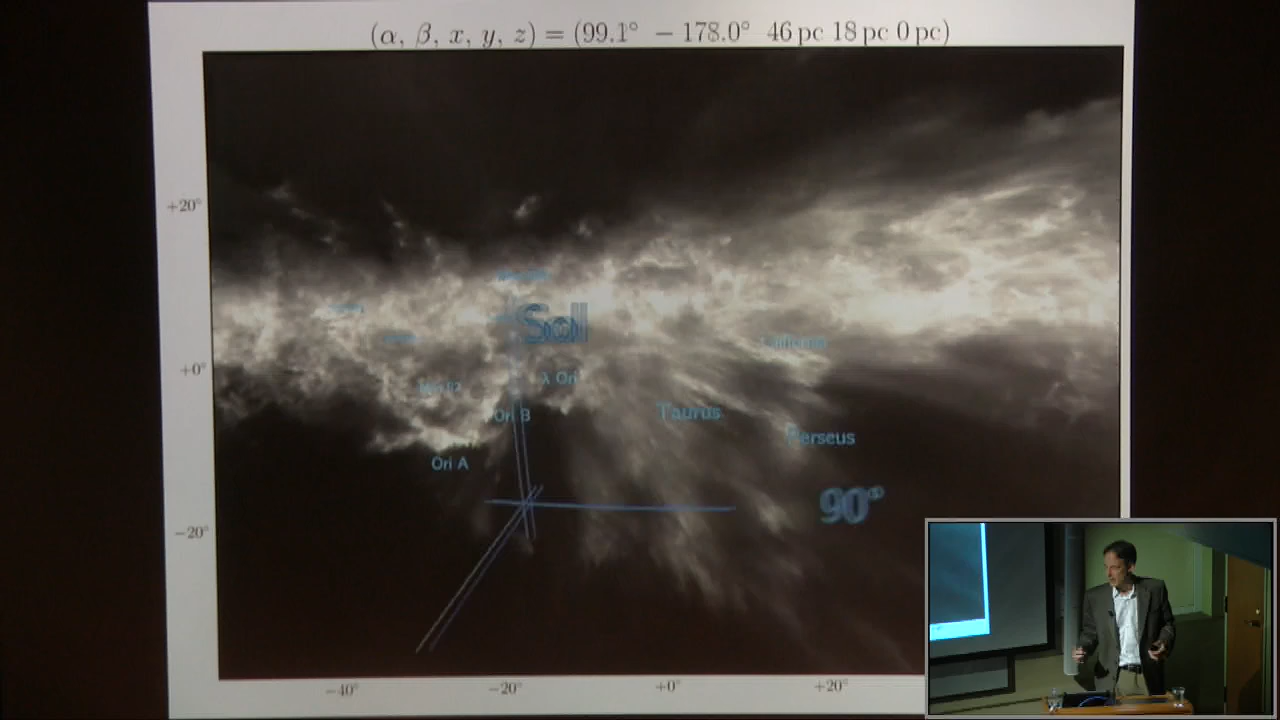 (α, β, x, y, z) = (99.1° − 178.0° 46 pc 18 pc 0 pc)
+20°
Sol
+0°
California
λ Ori
Ori B
Taurus
Perseus
Ori A
90°
−20°
−40°
−20°
+0°
+20°